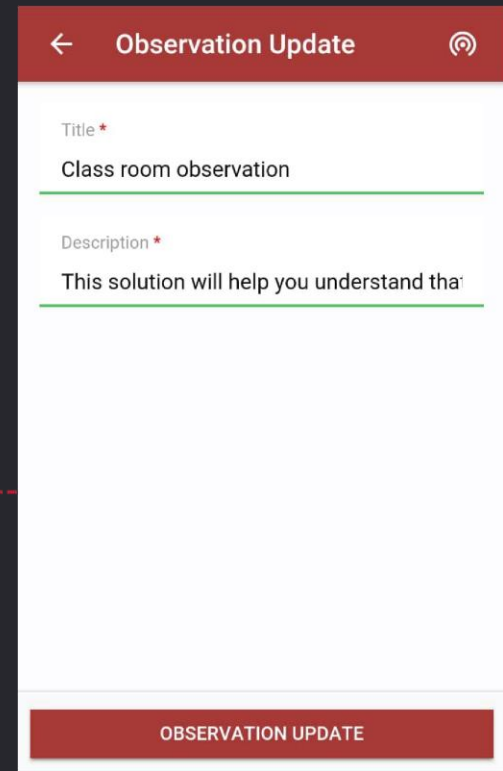 Observation Update
Title *
Class room observation
Description *
This solution will help you understand tha
OBSERVATION UPDATE